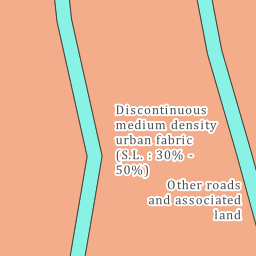 Discontinuous
medium density
urban fabric
(S.L. : 30% -
50%)
Other roads
and associated
land